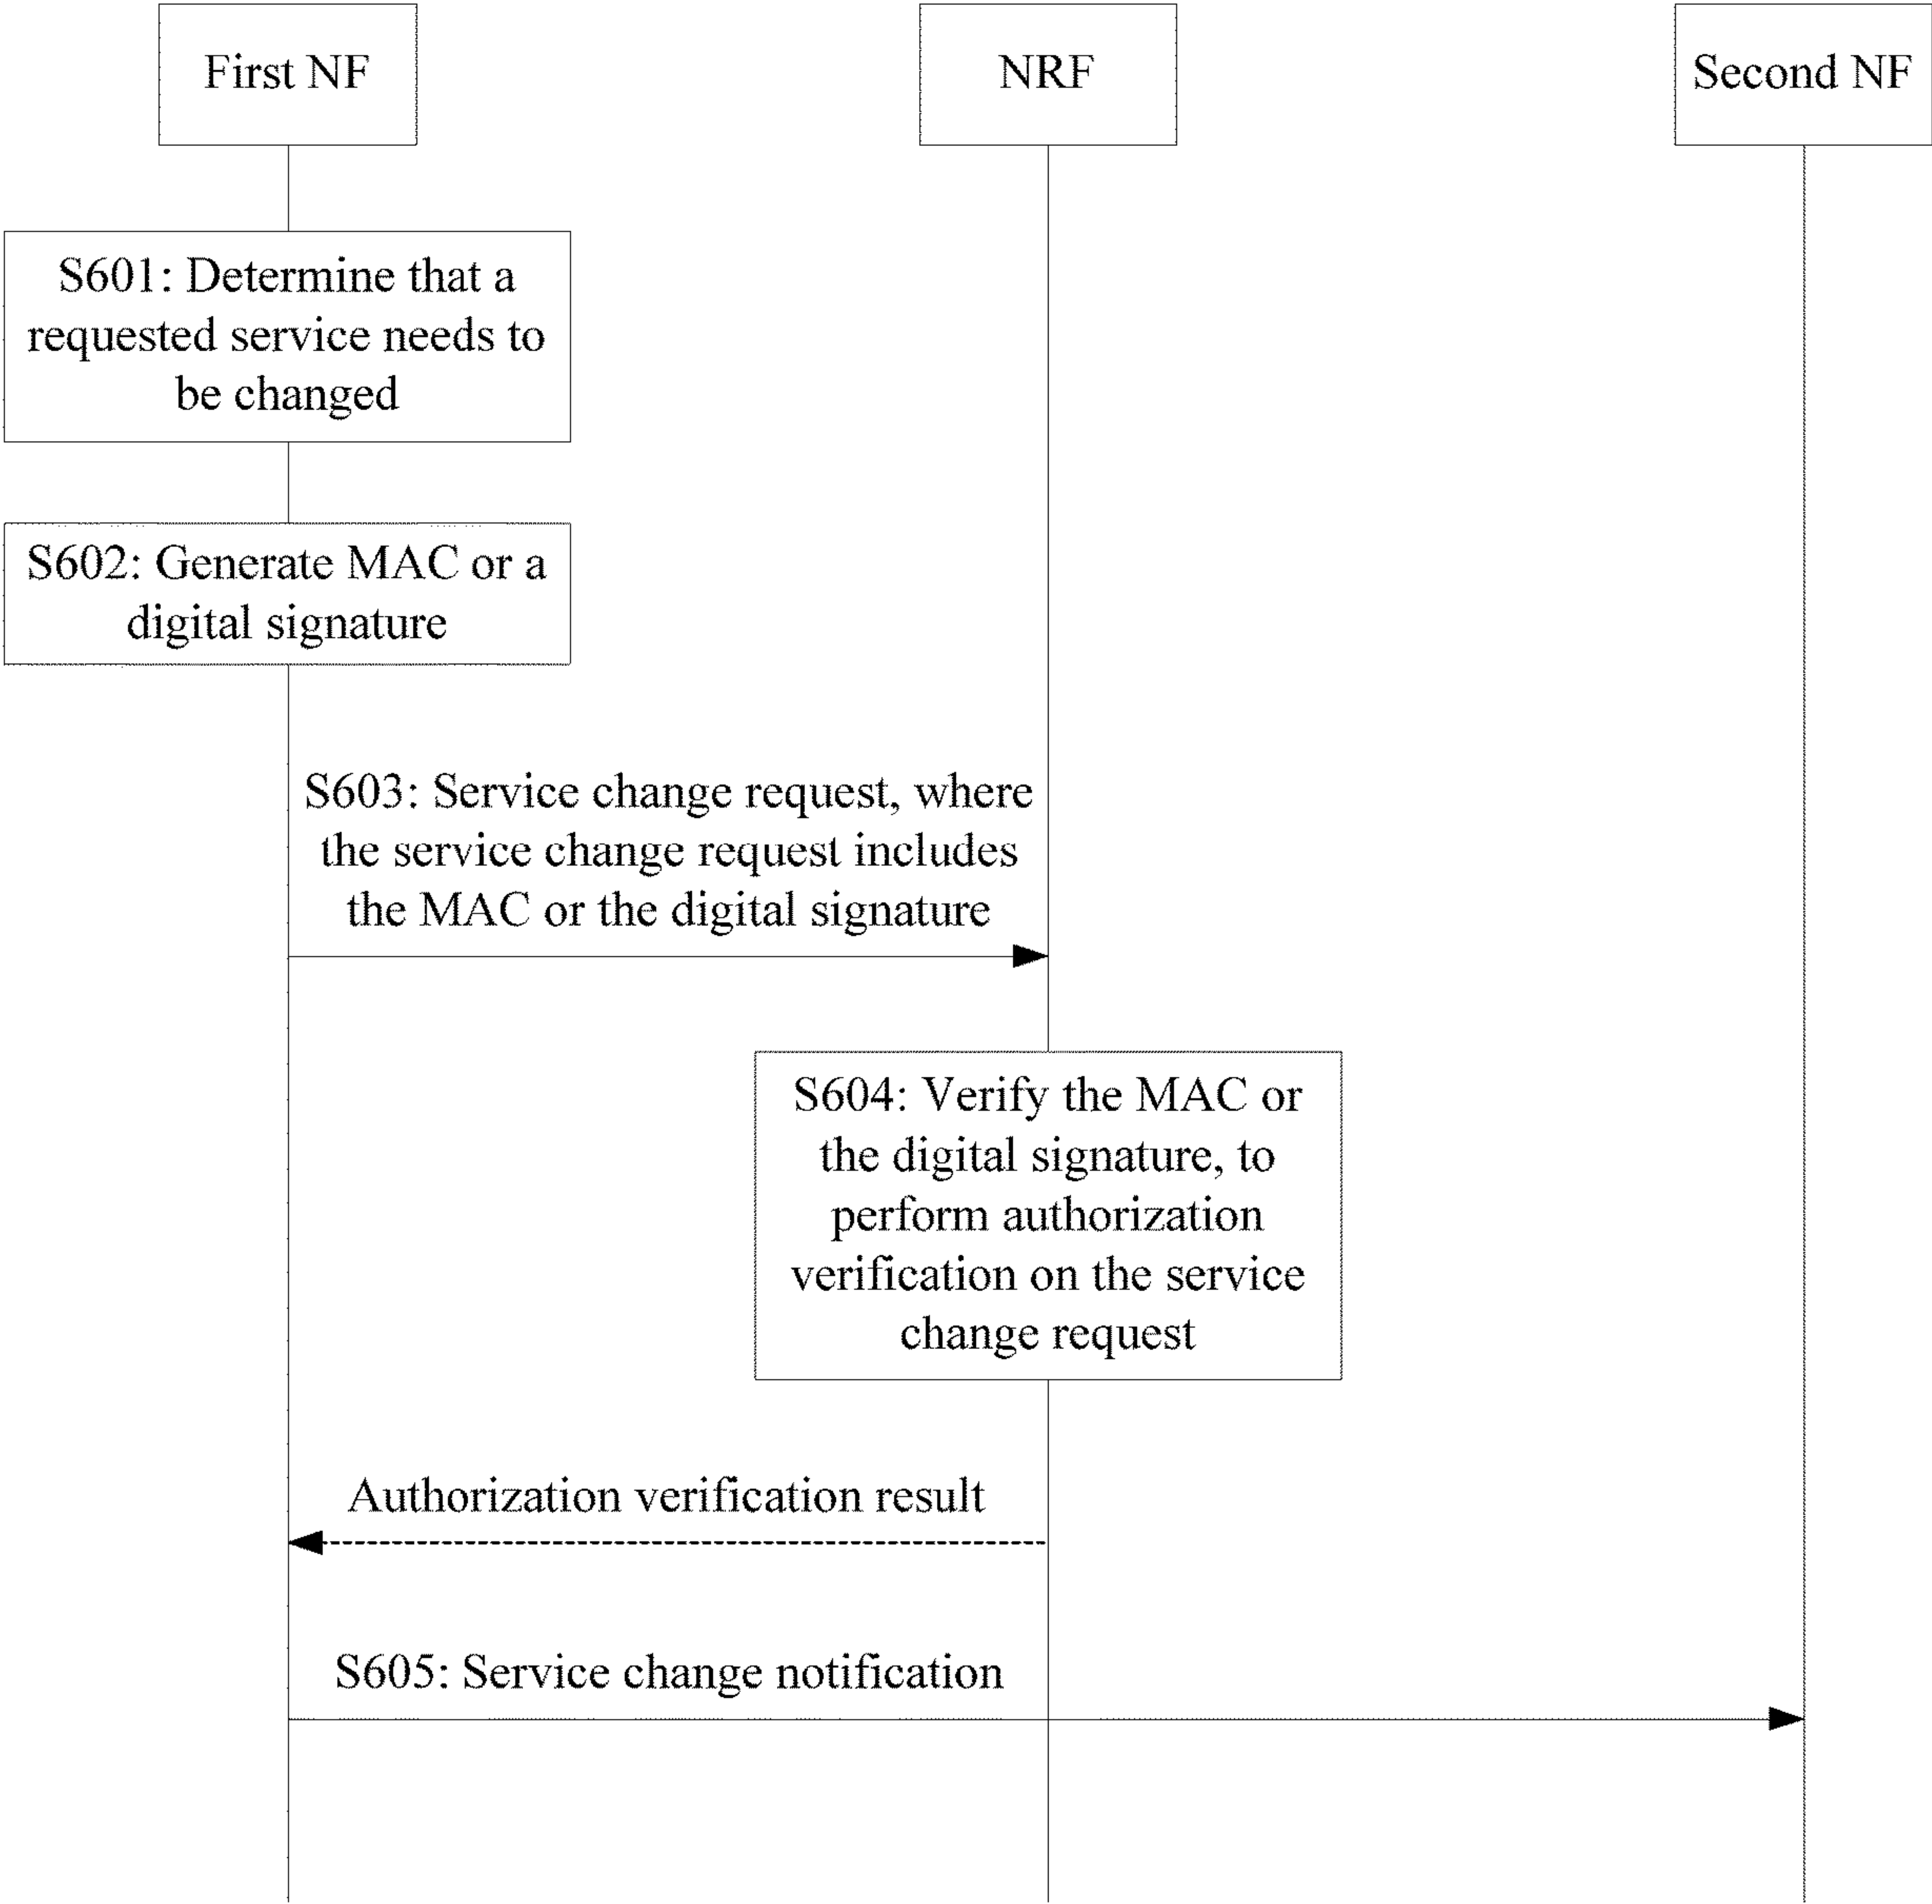 First NF
NRF
Second NF
S601: Determine that a
requested service needs to
be changed
S602: Generate MAC or a
digital signature
S603: Service change request, where
the service change request includes
the MAC or the digital signature
S604: Verify the MAC or
the digital signature, to
perform authorization
verification on the service
change request
Authorization verification result
S605: Service change notification